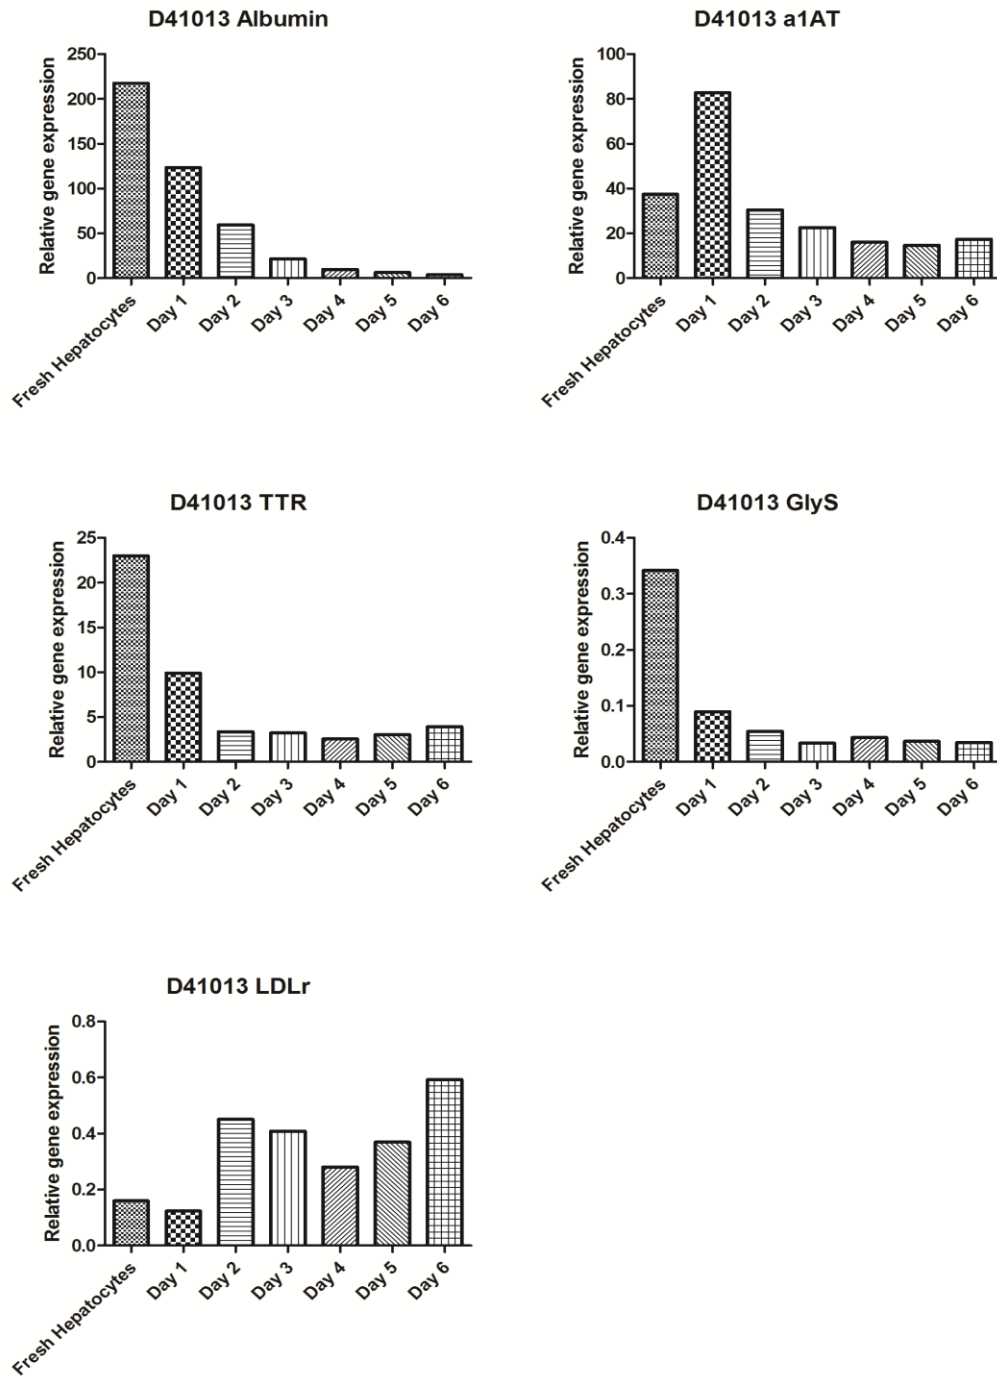 D41013 Albumin
Relative gene expression
250
200
150
100
50
0
Fresh Hepatocytes
Day 1
Day 2
Day 3
Day 4
Day 5
Day 6
D41013 a1AT
Relative gene expression
100
80
60
40
20
0
Fresh Hepatocytes
Day 1
Day 2
Day 3
Day 4
Day 5
Day 6
D41013 TTR
Relative gene expression
25
20
15
10
5
0
Fresh Hepatocytes
Day 1
Day 2
Day 3
Day 4
Day 5
Day 6
D41013 GlyS
Relative gene expression
0.4
0.3
0.2
0.1
0.0
Fresh Hepatocytes
Day 1
Day 2
Day 3
Day 4
Day 5
Day 6
D41013 LDLr
Relative gene expression
0.8
0.6
0.4
0.2
0.0
Fresh Hepatocytes
Day 1
Day 2
Day 3
Day 4
Day 5
Day 6